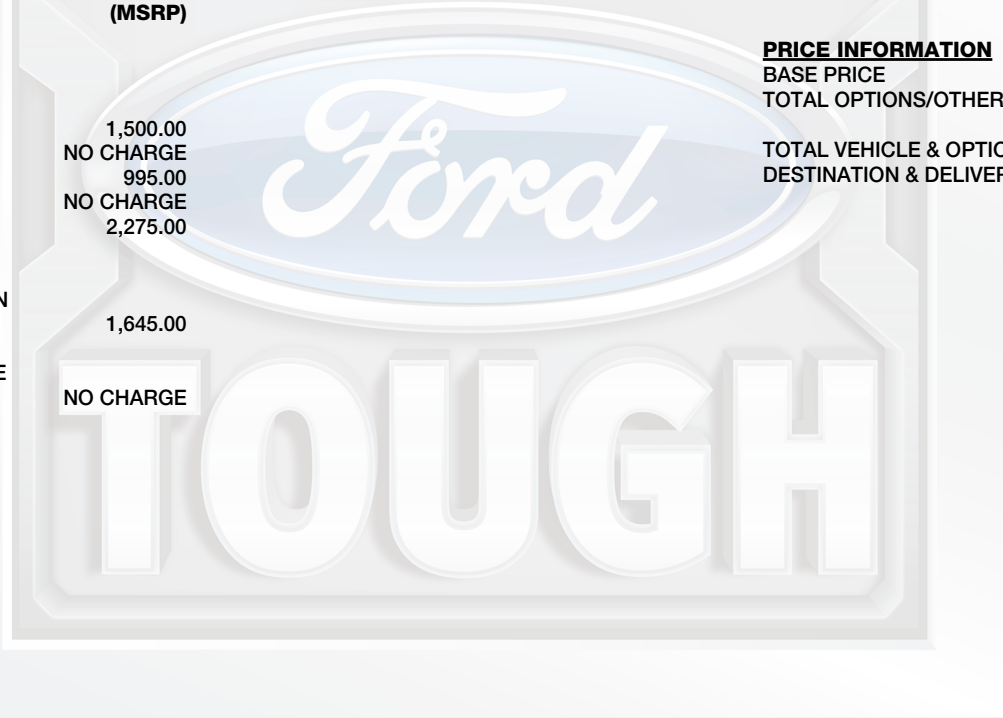 (MSRP)
1,500.00
NO CHARGE
995.00
NO CHARGE
2,275.00
N
1,645.00
E
NO CHARGE
PRICE INFORMATION
BASE PRICE
TOTAL OPTIONS/OTHER
TOTAL VEHICLE & OPTIO
DESTINATION & DELIVER
Ford
TOUGH